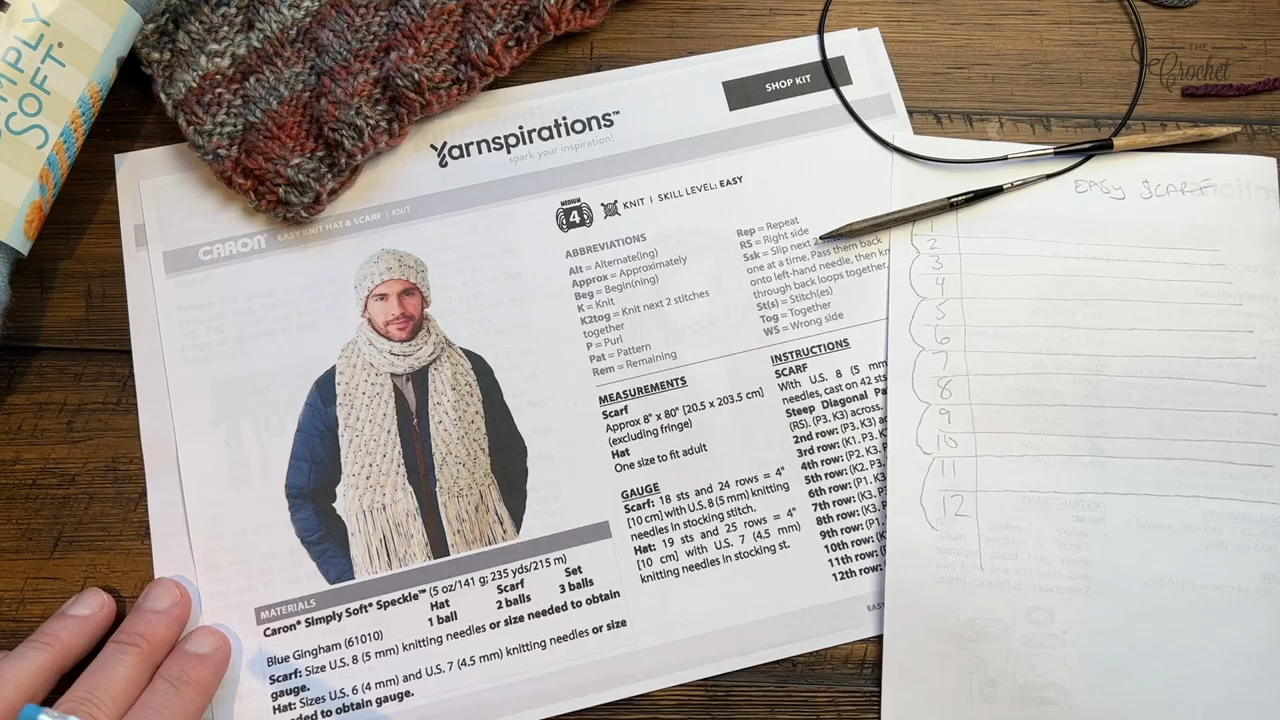 SIMPLY
SOFT®
THE
Crochet
SHOP KIT
Yarnspirations™
spark your inspiration!
CARON® EASY KNIT HAT & SCARF | KNIT
MEDIUM
4
KNIT | SKILL LEVEL: EASY
ABBREVIATIONS
Alt = Alternate(ing)
Approx = Approximately
Beg = Begin(ning)
K = Knit
K2tog = Knit next 2 stitches
together
P = Purl
Pat = Pattern
Rem = Remaining
Rep = Repeat
RS = Right side
Ssk = Slip next 2
one at a time. Pass them back
onto left-hand needle, then kn
through back loops together.
St(s) = Stitch(es)
Tog = Together
WS = Wrong side
MEASUREMENTS
Scarf
Approx 8" x 80" [20.5 x 203.5 cm]
(excluding fringe)
Hat
One size to fit adult
GAUGE
Scarf: 18 sts and 24 rows = 4"
[10 cm] with U.S. 8 (5 mm) knitting
needles in stocking stitch.
Hat: 19 sts and 25 rows = 4"
[10 cm] with U.S. 7 (4.5 mm)
knitting needles in stocking st.
INSTRUCTIONS
SCARF
With U.S. 8 (5 mm
needles, cast on 42 sts
Steep Diagonal Pa
(RS). (P3. K3) across.
2nd row: (P3. K3) ac
3rd row: (K1. P3. K
4th row: (P2. K3. P
5th row: (K2. P3.
6th row: (P1. K3
7th row: (K3. P3
8th row: (K3. P
9th row: (P1.
10th row: (K
11th row: (P
12th row: (
EASY
MATERIALS
Caron® Simply Soft® Speckle™ (5 oz/141 g; 235 yds/215 m)
Hat Scarf Set
1 ball 2 balls 3 balls
Blue Gingham (61010)
Scarf: Size U.S. 8 (5 mm) knitting needles or size needed to obtain
gauge.
Hat: Sizes U.S. 6 (4 mm) and U.S. 7 (4.5 mm) knitting needles or size
ded to obtain gauge.
EASY SCARF
1
2
3
4
5
6
7
8
9
10
11
12